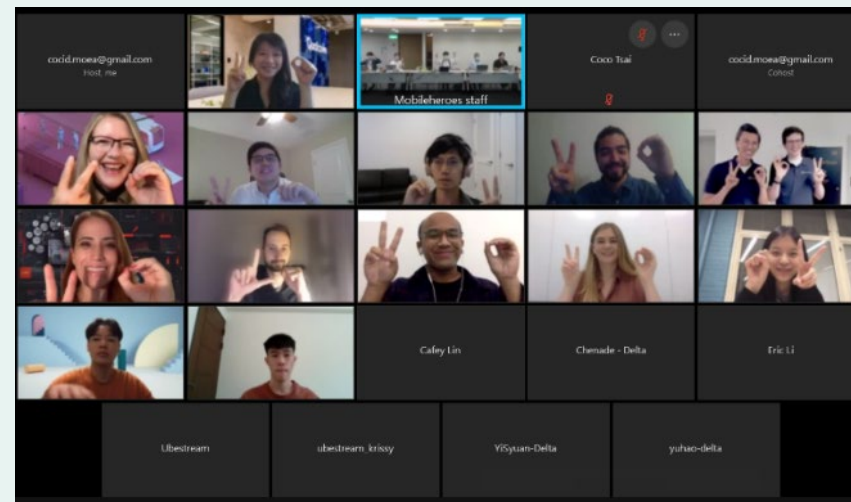 cocid.moea@gmail.com
Host, me
Mobileheroes staff
Coco Tsai
cocid.moea@gmail.com
Cohost
Cafey Lin
Chenade - Delta
Eric Li
Ubestream
ubestream_krissy
YiSyuan-Delta
yuhao-delta